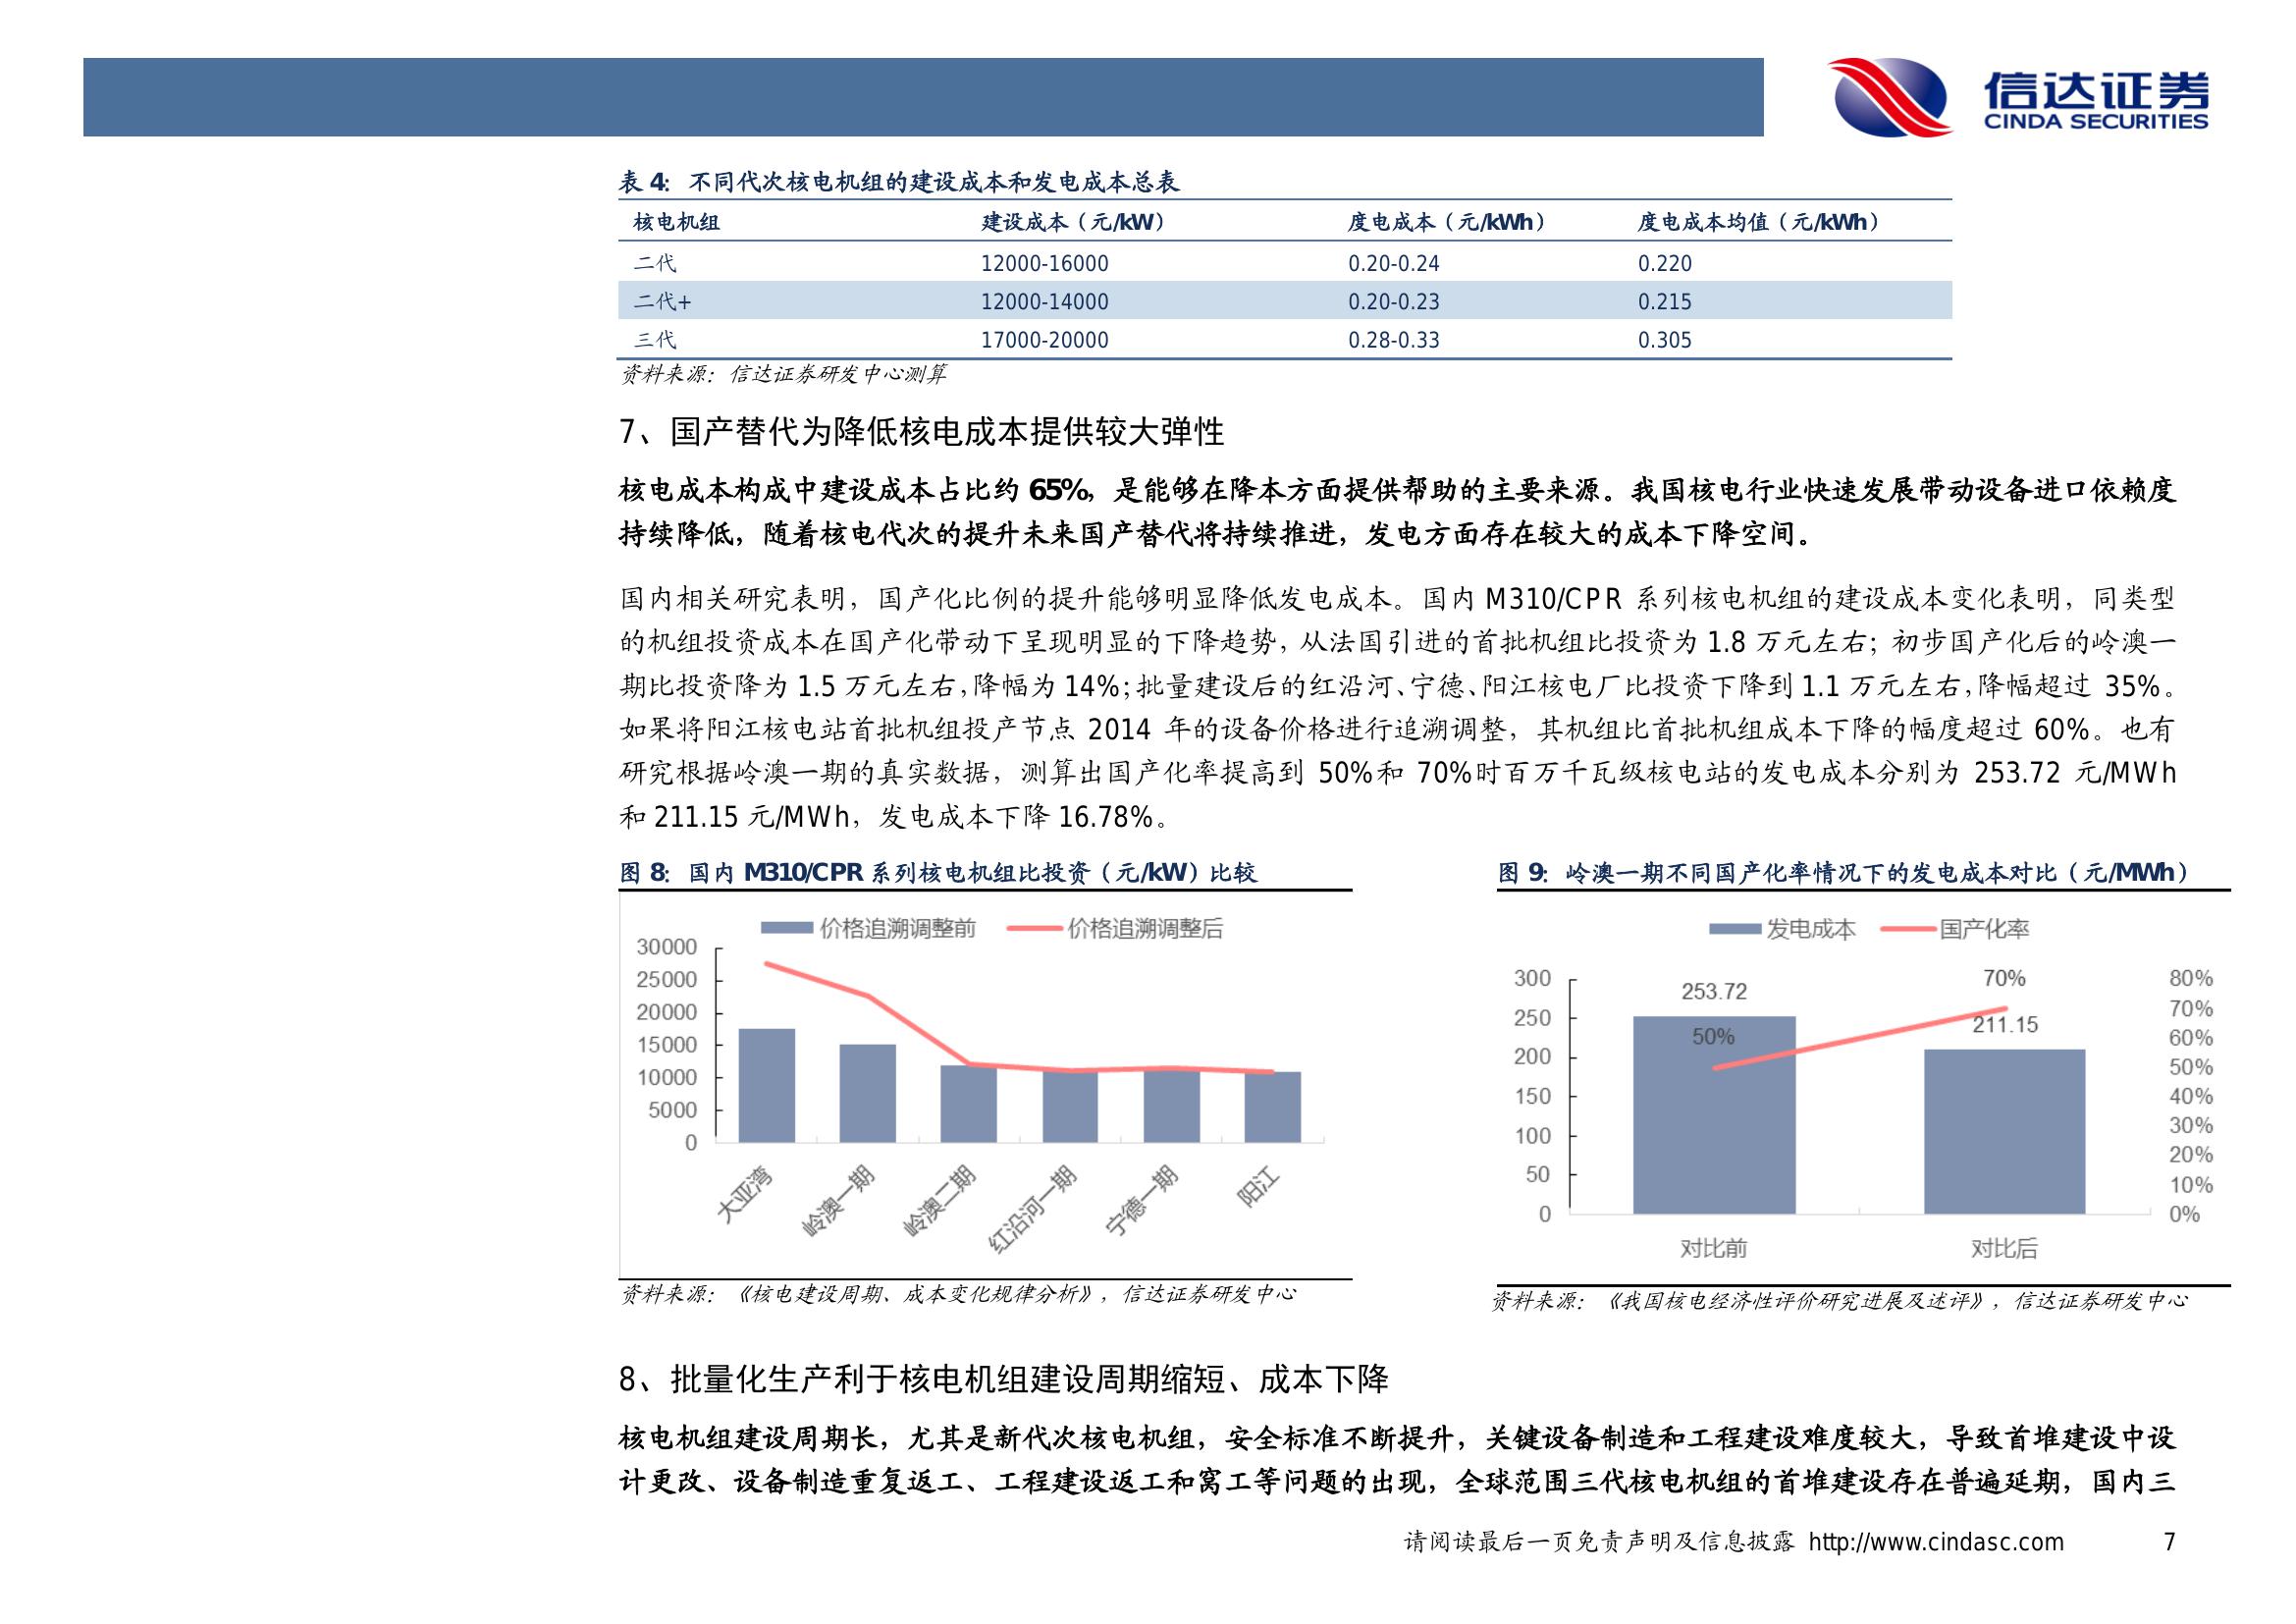 信达证券
CINDA SECURITIES
表 4: 不同代次核电机组的建设成本和发电成本总表
核电机组 建设成本（元/kW） 度电成本（元/kWh） 度电成本均值（元/kWh）
二代 12000-16000 0.20-0.24 0.220
二代+ 12000-14000 0.20-0.23 0.215
三代 17000-20000 0.28-0.33 0.305
资料来源：信达证券研发中心测算
7、国产替代为降低核电成本提供较大弹性
核电成本构成中建设成本占比约 65%，是能够在降本方面提供帮助的主要来源。我国核电行业快速发展带动设备进口依赖度
持续降低，随着核电代次的提升未来国产替代将持续推进，发电方面存在较大的成本下降空间。
国内相关研究表明，国产化比例的提升能够明显降低发电成本。国内 M310/CPR 系列核电机组的建设成本变化表明，同类型
的机组投资成本在国产化带动下呈现明显的下降趋势，从法国引进的首批机组比投资为 1.8 万元左右；初步国产化后的岭澳一
期比投资降为 1.5 万元左右，降幅为 14%；批量建设后的红沿河、宁德、阳江核电厂比投资下降到 1.1 万元左右，降幅超过 35%。
如果将阳江核电站首批机组投产节点 2014 年的设备价格进行追溯调整，其机组比首批机组成本下降的幅度超过 60%。也有
研究根据岭澳一期的真实数据，测算出国产化率提高到 50%和 70%时百万千瓦级核电站的发电成本分别为 253.72 元/MWh
和 211.15 元/MWh，发电成本下降 16.78%。
图 8: 国内 M310/CPR 系列核电机组比投资（元/kW）比较
价格追溯调整前 价格追溯调整后
30000
25000
20000
15000
10000
5000
0
大亚湾 岭澳一期 岭澳二期 红沿河一期 宁德一期 阳江
资料来源：《核电建设周期、成本变化规律分析》，信达证券研发中心
图 9: 岭澳一期不同国产化率情况下的发电成本对比（元/MWh）
发电成本 国产化率
300
250
200
150
100
50
0
253.72
50%
70%
211.15
80%
70%
60%
50%
40%
30%
20%
10%
0%
对比前 对比后
资料来源：《我国核电经济性评价研究进展及述评》，信达证券研发中心
8、批量化生产利于核电机组建设周期缩短、成本下降
核电机组建设周期长，尤其是新代次核电机组，安全标准不断提升，关键设备制造和工程建设难度较大，导致首堆建设中设
计更改、设备制造重复返工、工程建设返工和窝工等问题的出现，全球范围三代核电机组的首堆建设存在普遍延期，国内三
请阅读最后一页免责声明及信息披露 http://www.cindasc.com 7